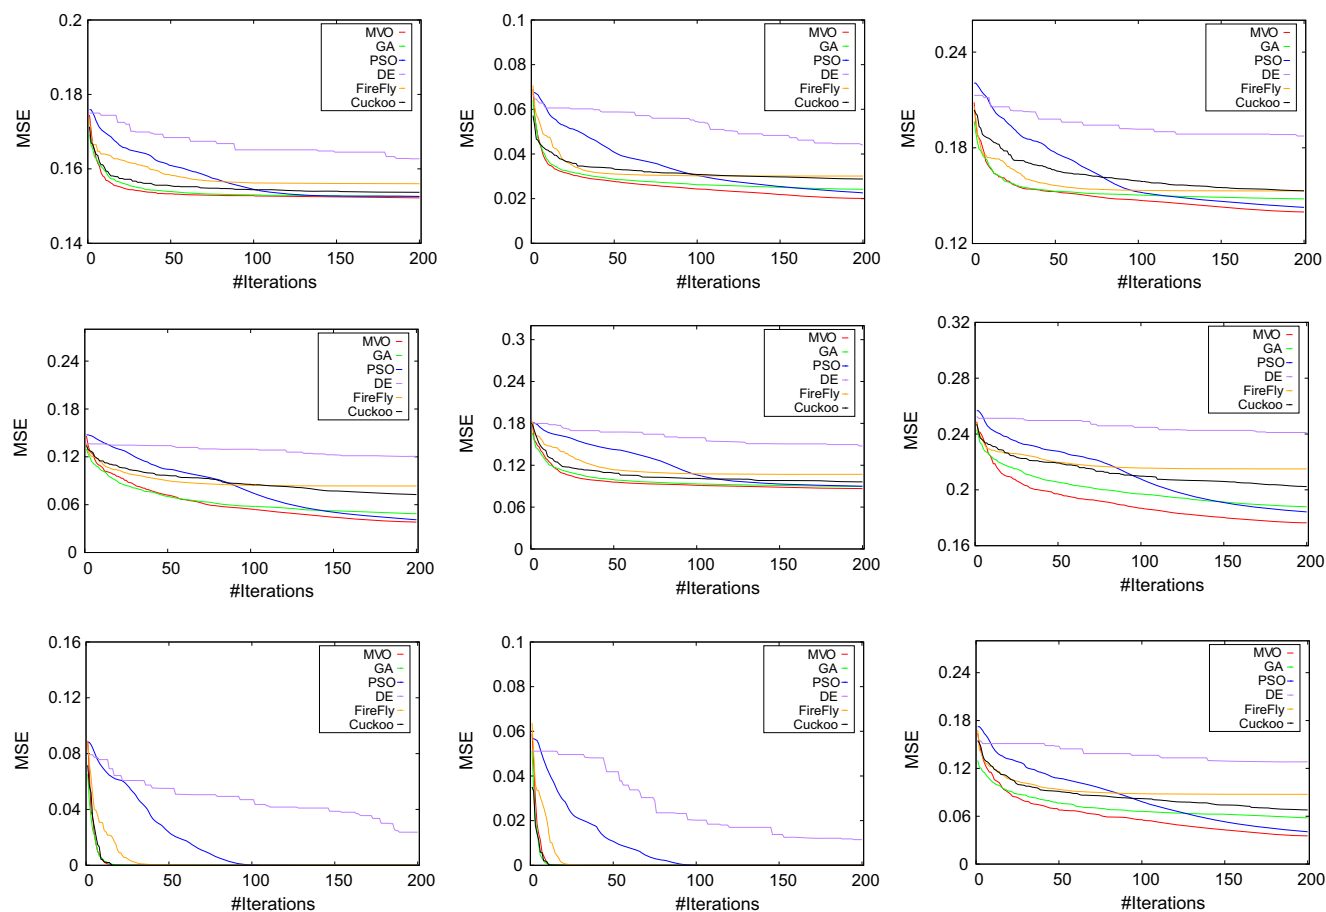 0.2
0.18
0.16
0.14
MSE
0 50 100 150 200
#Iterations
MVO
GA
PSO
DE
FireFly
Cuckoo
0.1
0.08
0.06
0.04
0.02
0
MSE
0 50 100 150 200
#Iterations
MVO
GA
PSO
DE
FireFly
Cuckoo
0.24
0.18
0.12
MSE
0 50 100 150 200
#Iterations
MVO
GA
PSO
DE
FireFly
Cuckoo
0.24
0.18
0.12
0.06
0
MSE
0 50 100 150 200
#Iterations
MVO
GA
PSO
DE
FireFly
Cuckoo
0.3
0.24
0.18
0.12
0.06
0
MSE
0 50 100 150 200
#Iterations
MVO
GA
PSO
DE
FireFly
Cuckoo
0.32
0.28
0.24
0.2
0.16
MSE
0 50 100 150 200
#Iterations
MVO
GA
PSO
DE
FireFly
Cuckoo
0.16
0.12
0.08
0.04
0
MSE
0 50 100 150 200
#Iterations
MVO
GA
PSO
DE
FireFly
Cuckoo
0.1
0.08
0.06
0.04
0.02
0
MSE
0 50 100 150 200
#Iterations
MVO
GA
PSO
DE
FireFly
Cuckoo
0.24
0.18
0.12
0.06
0
MSE
0 50 100 150 200
#Iterations
MVO
GA
PSO
DE
FireFly
Cuckoo